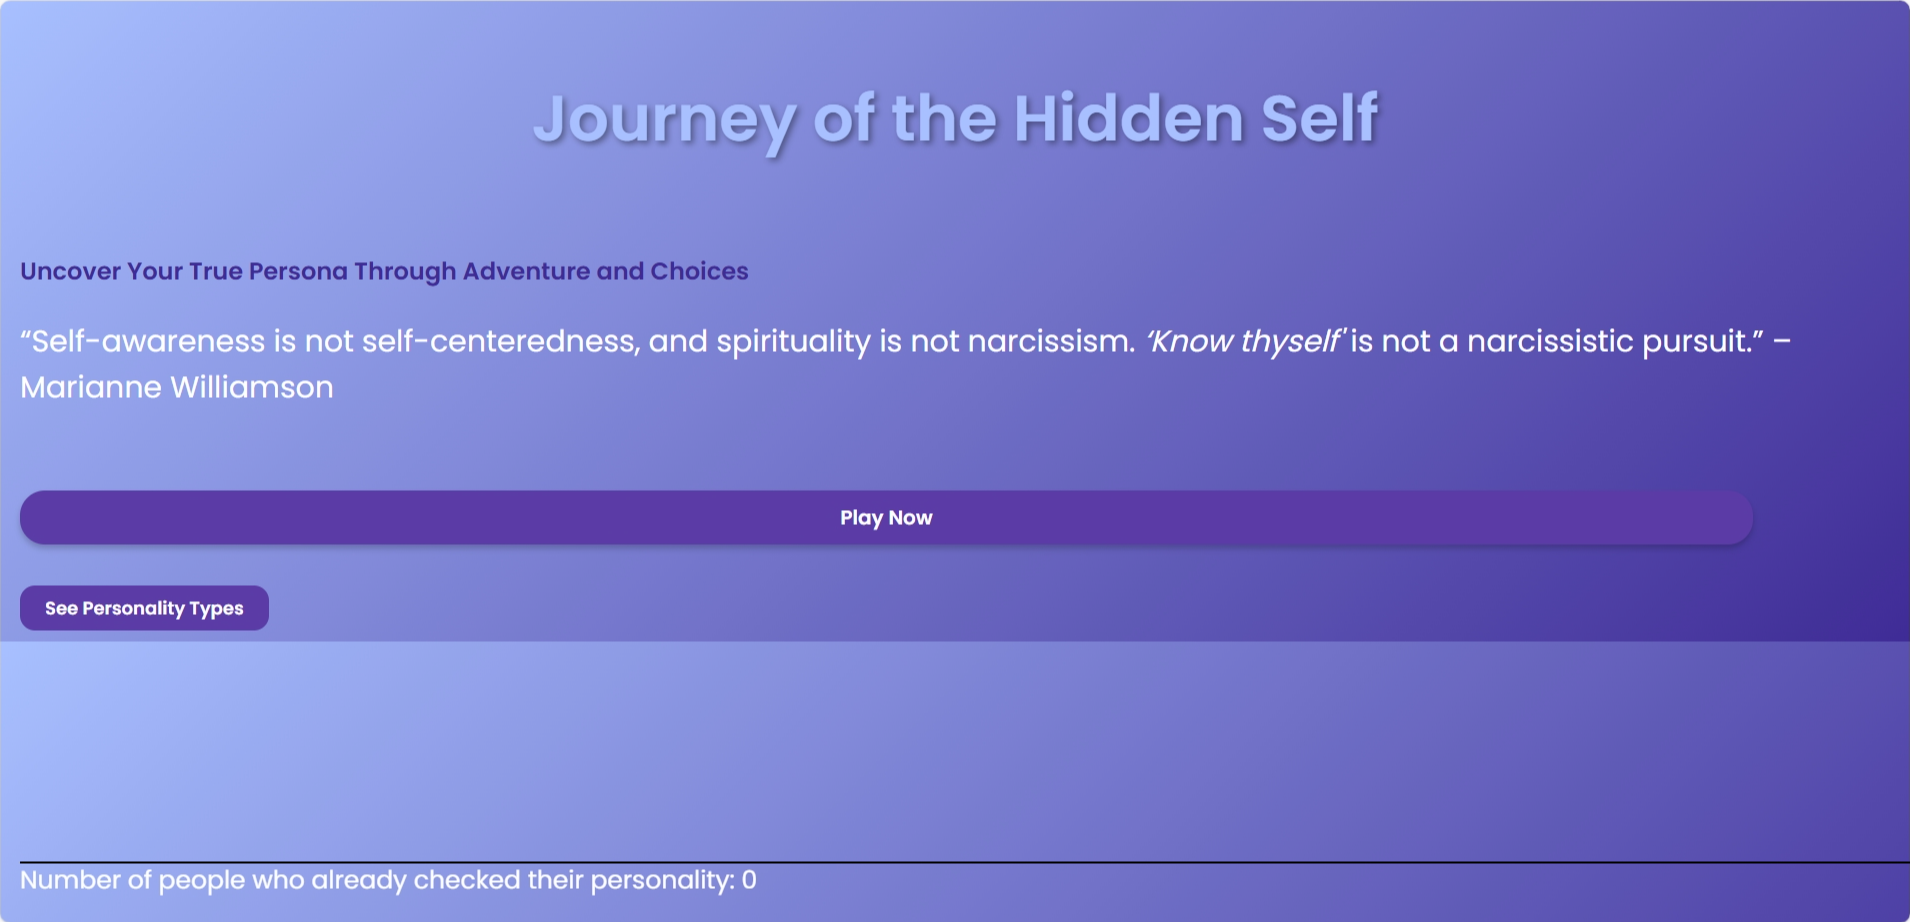 Journey of the Hidden Self
Uncover Your True Persona Through Adventure and Choices
“Self-awareness is not self-centeredness, and spirituality is not narcissism. ‘Know thyself’ is not a narcissistic pursuit.” –
Marianne Williamson
Play Now
See Personality Types
Number of people who already checked their personality: 0